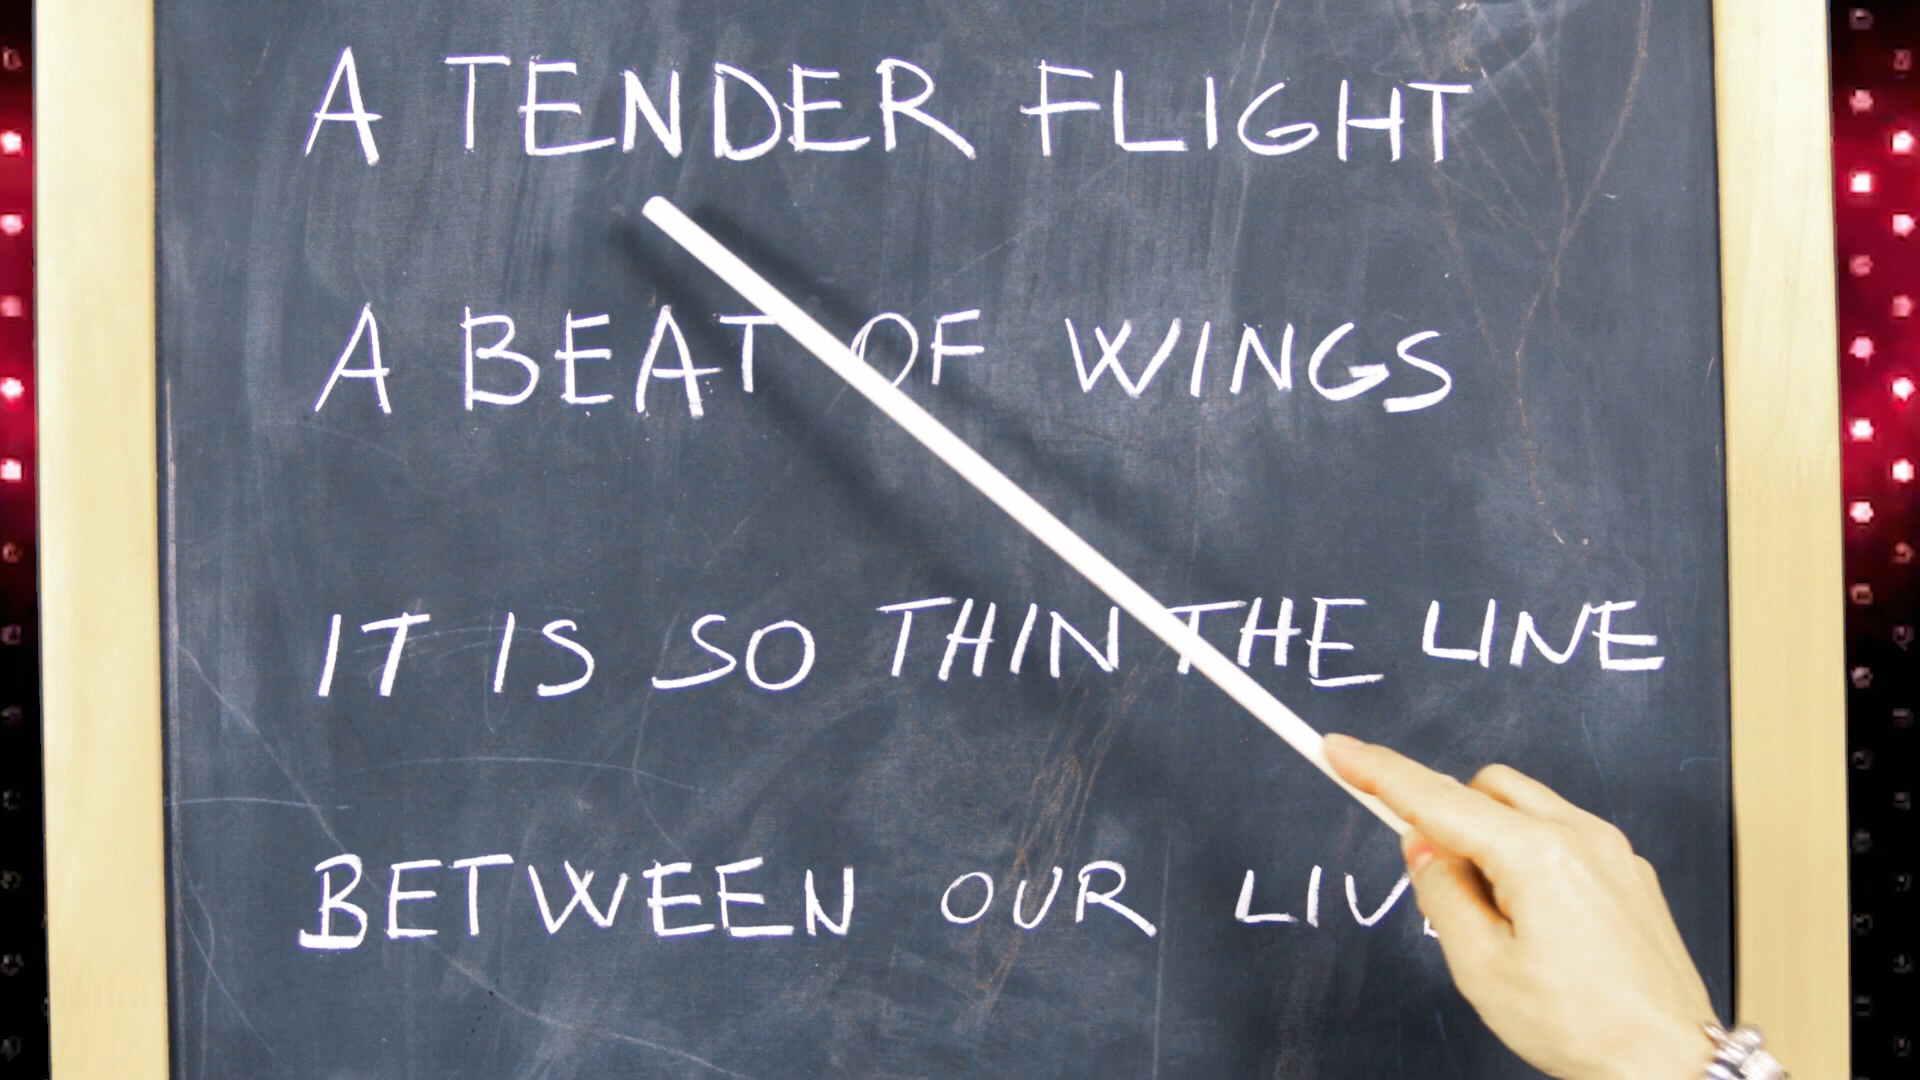 A TENDER FLIGHT
A BEAT OF WINGS
IT IS SO THIN THE LINE
BETWEEN OUR